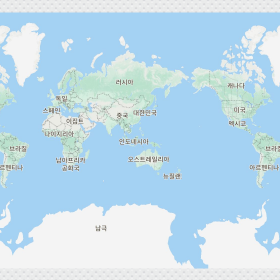 러시아
캐나다
독일
스페인
중국
대한민국
미국
이집트
멕시코
나이지리아
인도네시아
브라질
브라질
남아프리카
공화국
오스트레일리아
아르헨티나
아르헨티나
뉴질랜드
남극